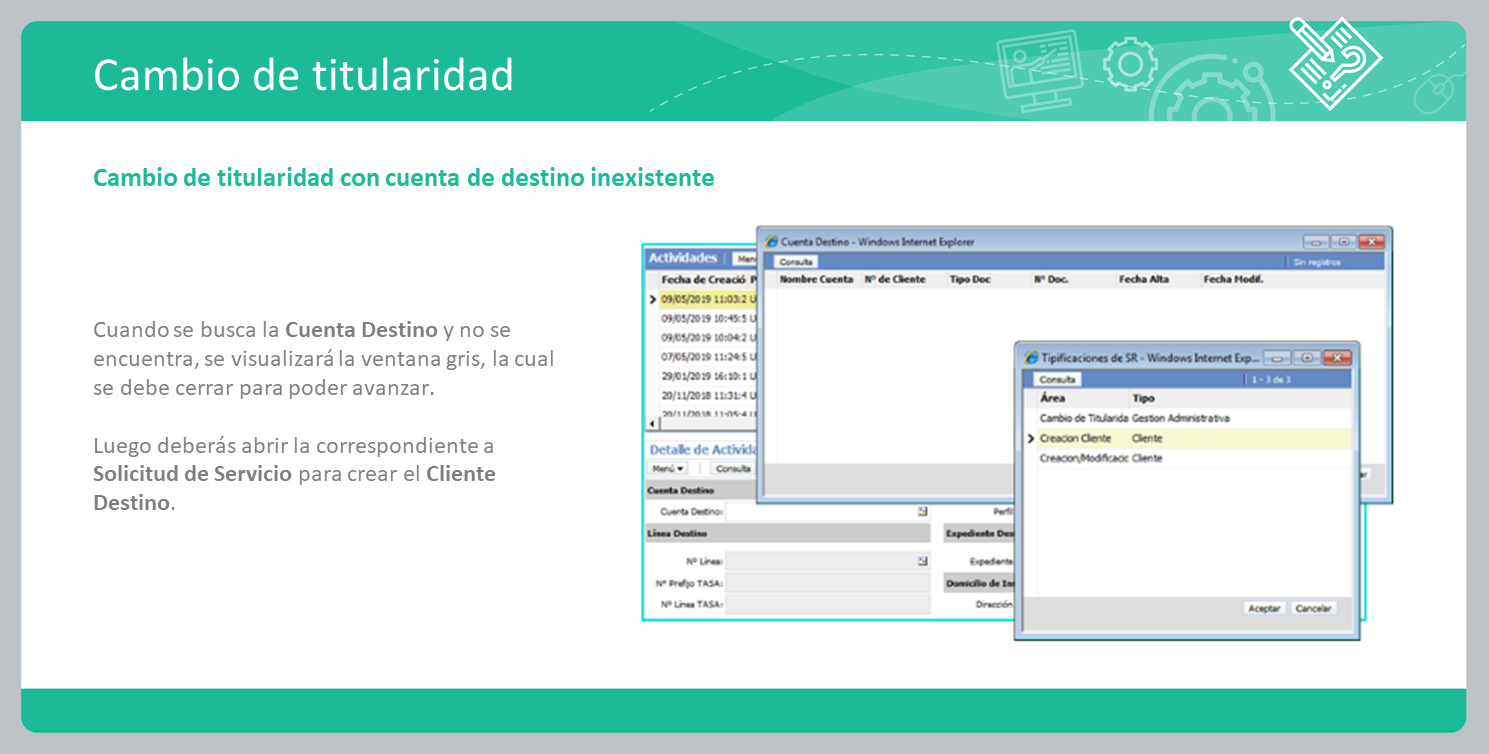 Cambio de titularidad
Cambio de titularidad con cuenta de destino inexistente
Cuando se busca la Cuenta Destino y no se
encuentra, se visualizará la ventana gris, la cual
se debe cerrar para poder avanzar.
Luego deberás abrir la correspondiente a
Solicitud de Servicio para crear el Cliente
Destino.
Actividades
Fecha de Creació P
09/05/2019 11:03:2 U
09/05/2019 10:45:5 U
09/05/2019 10:04:2 U
07/05/2019 11:24:5 U
29/01/2019 16:10:1 U
20/11/2018 11:31:4 U
20/11/2018 11:05:4 U
Detalle de Activida
Menú Consulta
Cuenta Destino
Cuenta Destino: Perfil
Línea Destino Expediente Des
Nº Línea: Expediente
Nº Prefijo TASA: Domicilio de Ins
Nº Línea TASA: Dirección
Cuenta Destino - Windows Internet Explorer
Consulta Sin registros
Nombre Cuenta Nº de Cliente Tipo Doc Nº Doc. Fecha Alta Fecha Modif.
Tipificaciones de SR - Windows Internet Exp...
Consulta 1 - 3 de 3
Área Tipo
Cambio de Titularida Gestion Administrativa
Creacion Cliente Cliente
Creacion/Modificacic Cliente
Aceptar Cancelar